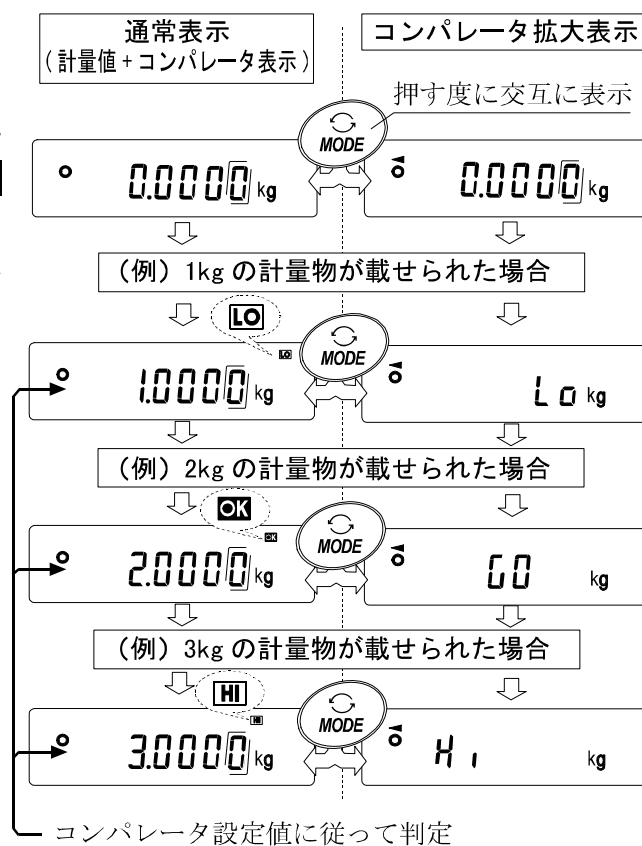 通常表示
(計量値+コンパレータ表示)
コンパレータ拡大表示
押す度に交互に表示
MODE
0.0000 kg
0.0000 kg
(例) 1kg の計量物が載せられた場合
LO
LO
MODE
1.0000 kg
Lo kg
(例) 2kg の計量物が載せられた場合
OK
OK
MODE
2.0000 kg
GO kg
(例) 3kg の計量物が載せられた場合
HI
HI
MODE
3.0000 kg
Hi kg
コンパレータ設定値に従って判定